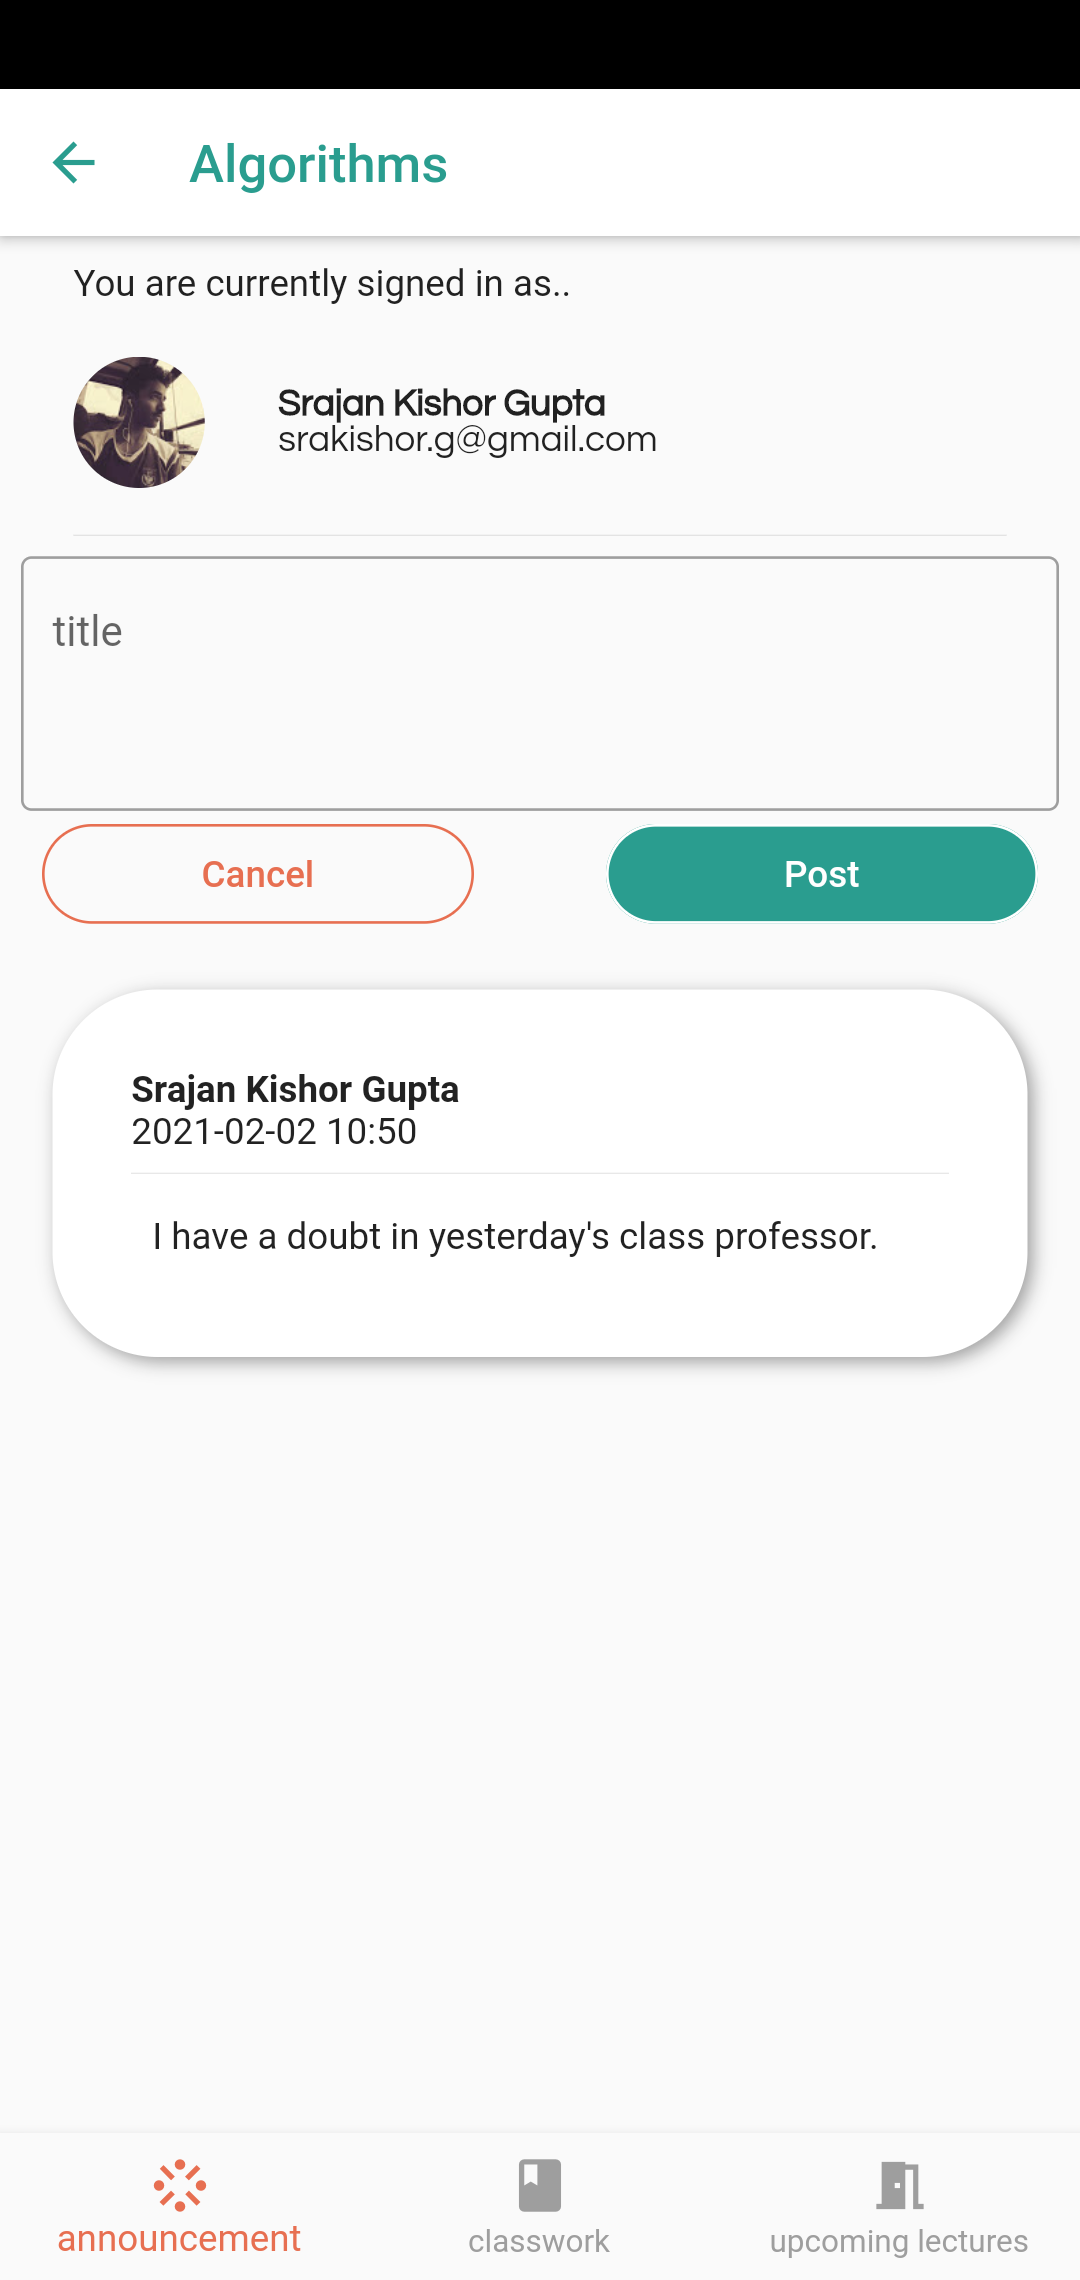 Algorithms
You are currently signed in as..
Srajan Kishor Gupta
srakishor.g@gmail.com
title
Cancel
Post
Srajan Kishor Gupta
2021-02-02 10:50
I have a doubt in yesterday's class professor.
announcement
classwork
upcoming lectures